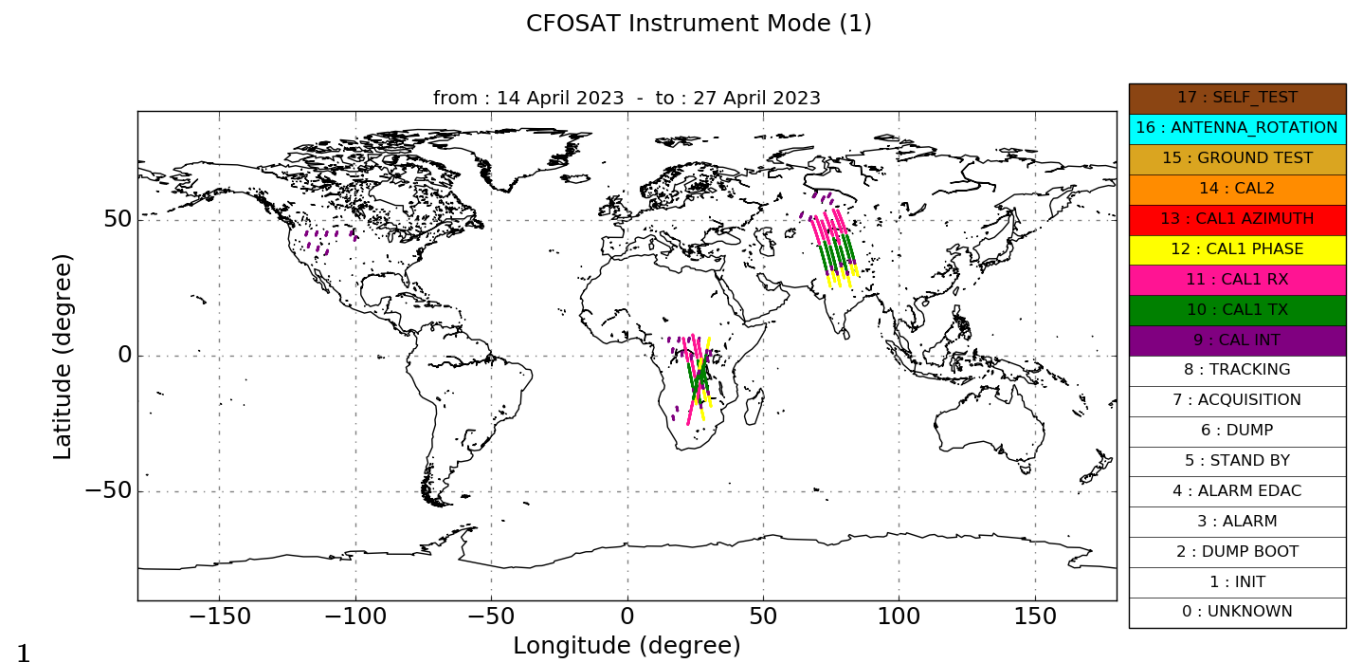 CFOSAT Instrument Mode (1)
from : 14 April 2023 - to : 27 April 2023
17 : SELF_TEST
16 : ANTENNA_ROTATION
15 : GROUND TEST
14 : CAL2
13 : CAL1 AZIMUTH
12 : CAL1 PHASE
11 : CAL1 RX
10 : CAL1 TX
9 : CAL INT
8 : TRACKING
7 : ACQUISITION
6 : DUMP
5 : STAND BY
4 : ALARM EDAC
3 : ALARM
2 : DUMP BOOT
1 : INIT
0 : UNKNOWN
Latitude (degree)
50
0
−50
−150 −100 −50 0 50 100 150
Longitude (degree)
1